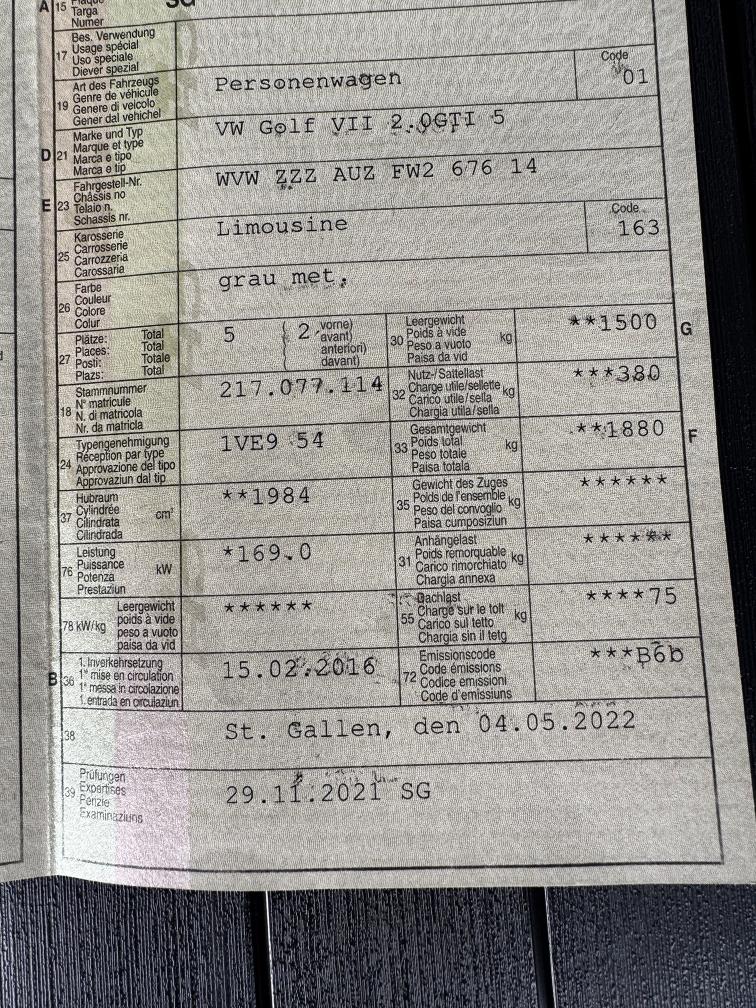 A 15 Plaque
Targa
Numer
SG
17 Bes. Verwendung
Usage spécial
Uso speciale
Diever spezial
19 Art des Fahrzeugs
Genre de véhicule
Genere di veicolo
Gener dal vehichel
Personenwagen
Code
01
D 21 Marke und Typ
Marque et type
Marca e tipo
Marca e tip
VW Golf VII 2.0GTI 5
E 23 Fahrgestell-Nr.
Châssis no
Telaio n.
Schassis nr.
WVW ZZZ AUZ FW2 676 14
25 Karosserie
Carrosserie
Carrozzeria
Carossaria
Limousine
Code
163
26 Farbe
Couleur
Colore
Colur
grau met.
27 Plätze: Total
Places: Total
Posti: Totale
Plazs: Total
5 ( 2 vorne)
avant)
anteriori)
davant)
30 Leergewicht
Poids à vide
Peso a vuoto
Paisa da vid
kg
**1500 G
18 Stammnummer
N° matricule
N. di matricola
Nr. da matricla
217.077.114
32 Nutz-/Sattellast
Charge utile/sellette
Carico utile/sella
Chargia utila/sella
kg
***380
24 Typengenehmigung
Réception par type
Approvazione del tipo
Approvaziun dal tip
1VE9 54
33 Gesamtgewicht
Poids total
Peso totale
Paisa totala
kg
**1880 F
37 Hubraum
Cylindrée
Cilindrata
Cilindrada
cm³
**1984
35 Gewicht des Zuges
Poids de l'ensemble
Peso del convoglio
Paisa cumposiziun
kg
******
76 Leistung
Puissance
Potenza
Prestaziun
kW
*169.0
31 Anhängelast
Poids remorquable
Carico rimorchiato
Chargia annexa
kg
******
78 kW/kg Leergewicht
poids à vide
peso a vuoto
paisa da vid
******
55 Dachlast
Charge sur le toit
Carico sul tetto
Chargia sin il tetg
kg
****75
B 36 1. Inverkehrsetzung
1re mise en circulation
1a messa in circolazione
1. entrada en circulaziun
15.02.2016
72 Emissionscode
Code émissions
Codice emissioni
Code d'emissiuns
***B6b
38 St. Gallen, den 04.05.2022
39 Prüfungen
Expertises
Perizie
Examinaziuns
29.11.2021 SG